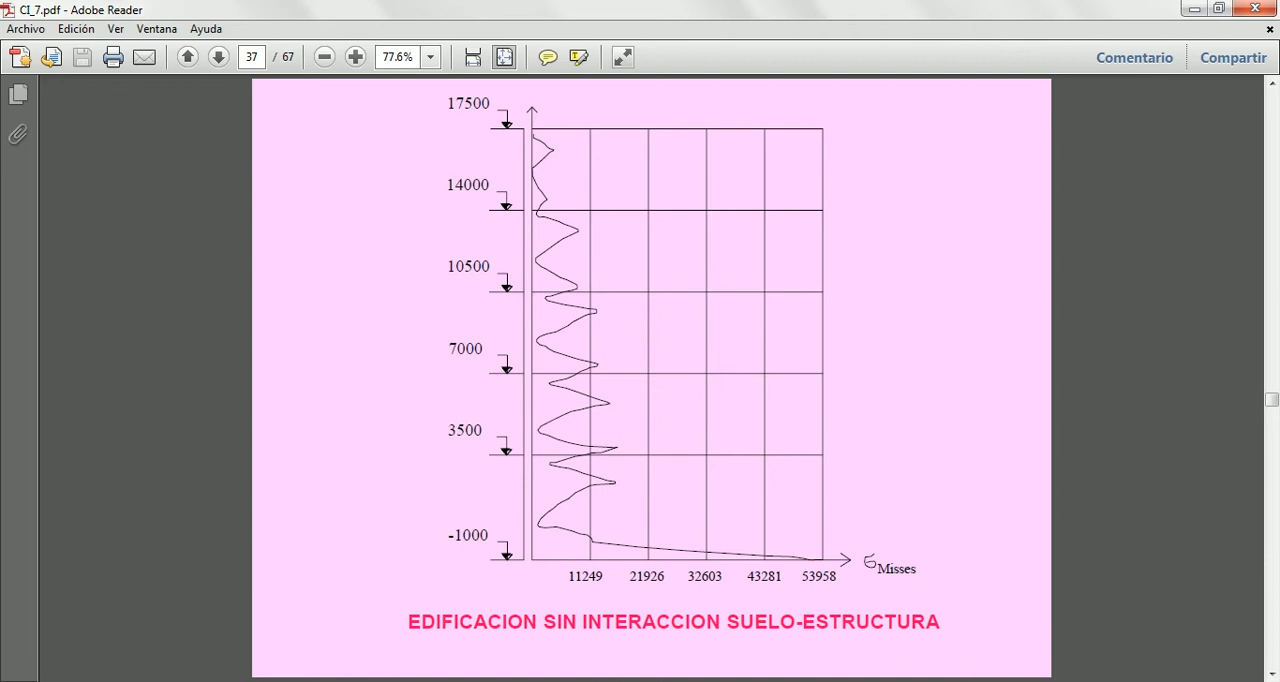 CI_7.pdf - Adobe Reader
Archivo Edición Ver Ventana Ayuda
37 / 67 77.6% Comentario Compartir
17500
14000
10500
7000
3500
-1000
11249 21926 32603 43281 53958
σMisses
EDIFICACION SIN INTERACCION SUELO-ESTRUCTURA